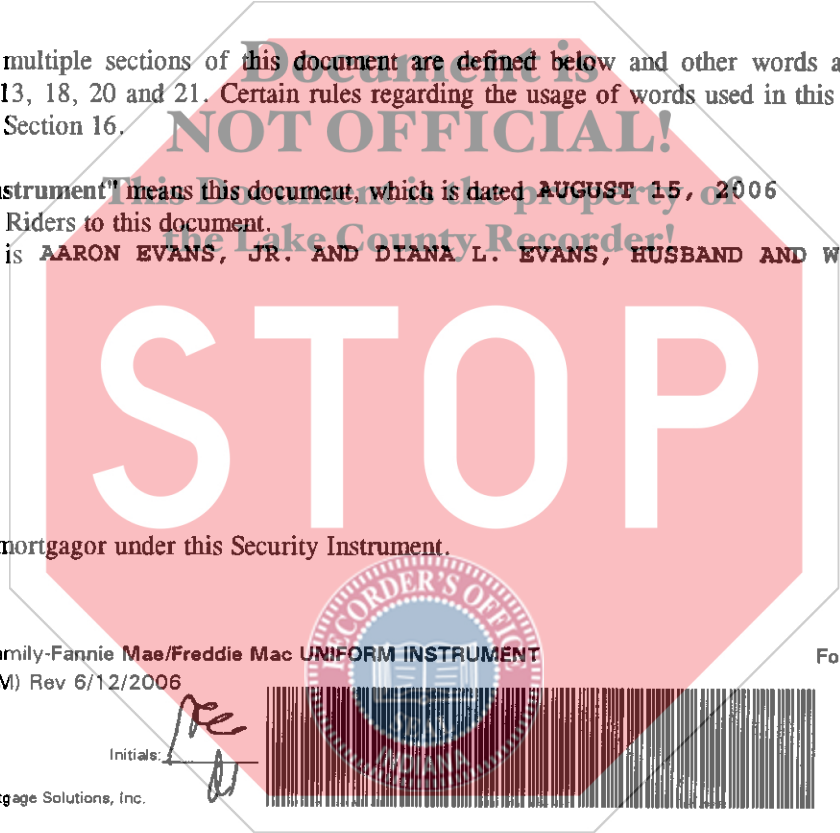 multiple sections of this document are defined below and other words a
Document is
13, 18, 20 and 21. Certain rules regarding the usage of words used in this
Section 16.
NOT OFFICIAL!
strument" means this document, which is dated AUGUST 15, 2006
This Document is the property of
Riders to this document.
the Lake County Recorder!
is AARON EVANS, JR. AND DIANA L. EVANS, HUSBAND AND W
STOP
mortgagor under this Security Instrument.
RECORDER'S OFFICE
amily-Fannie Mae/Freddie Mac UNIFORM INSTRUMENT
Fo
M) Rev 6/12/2006
SEAL
INDIANA
Initials:
tgage Solutions, Inc.